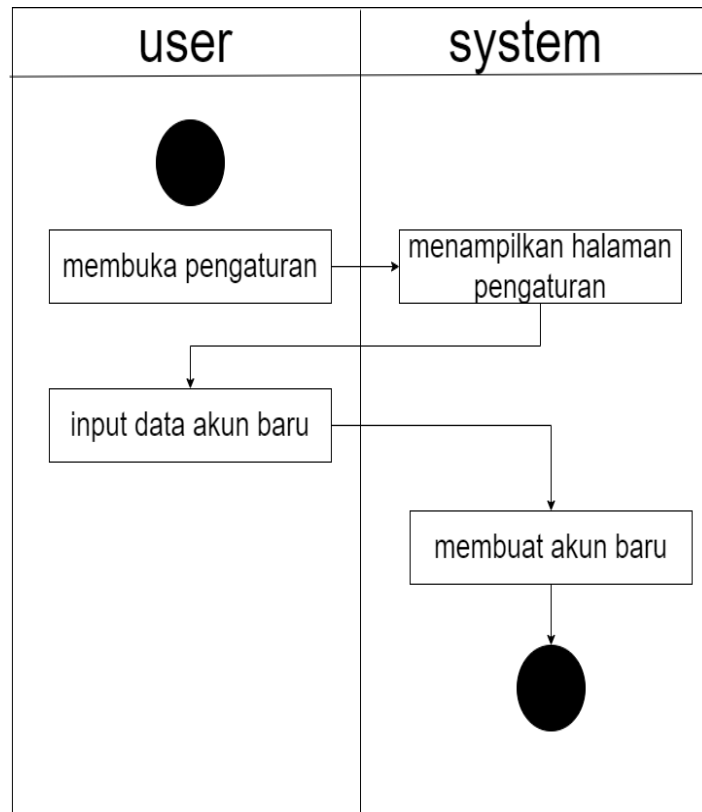 user
system
membuka pengaturan
menampilkan halaman
pengaturan
input data akun baru
membuat akun baru